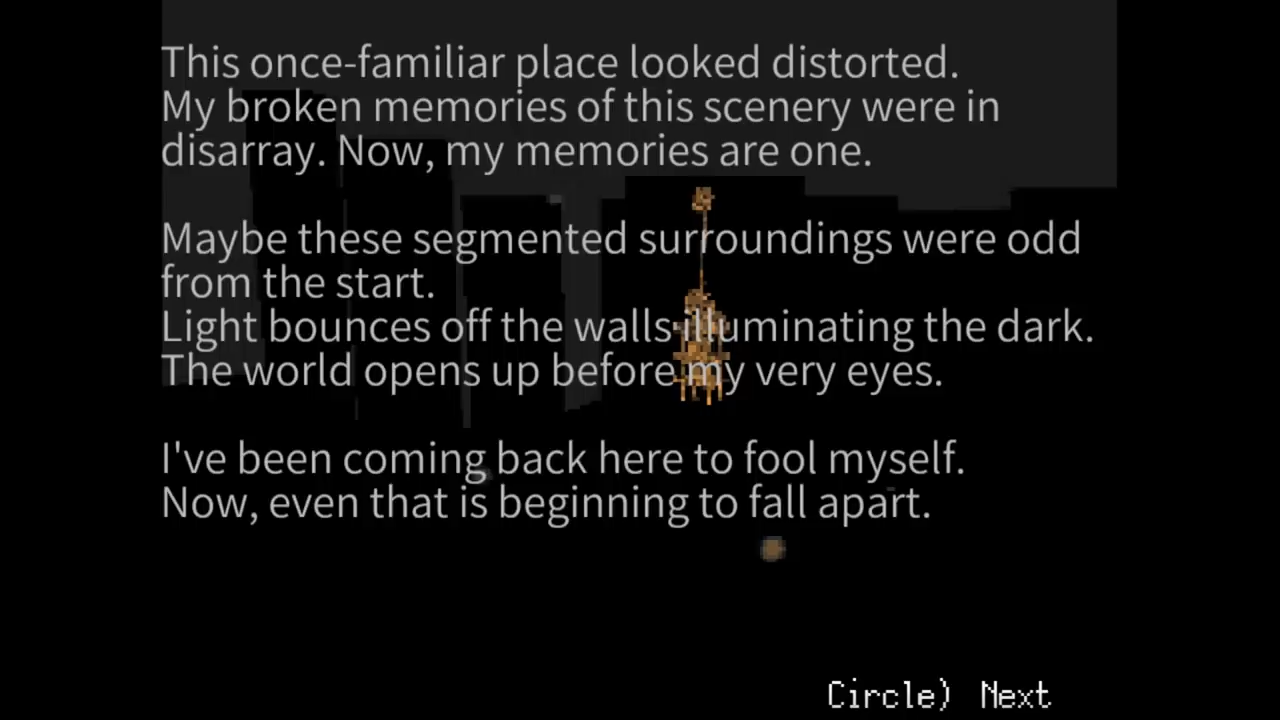 This once-familiar place looked distorted.
My broken memories of this scenery were in
disarray. Now, my memories are one.
Maybe these segmented surroundings were odd
from the start.
Light bounces off the walls illuminating the dark.
The world opens up before my very eyes.
I've been coming back here to fool myself.
Now, even that is beginning to fall apart.
Circle) Next